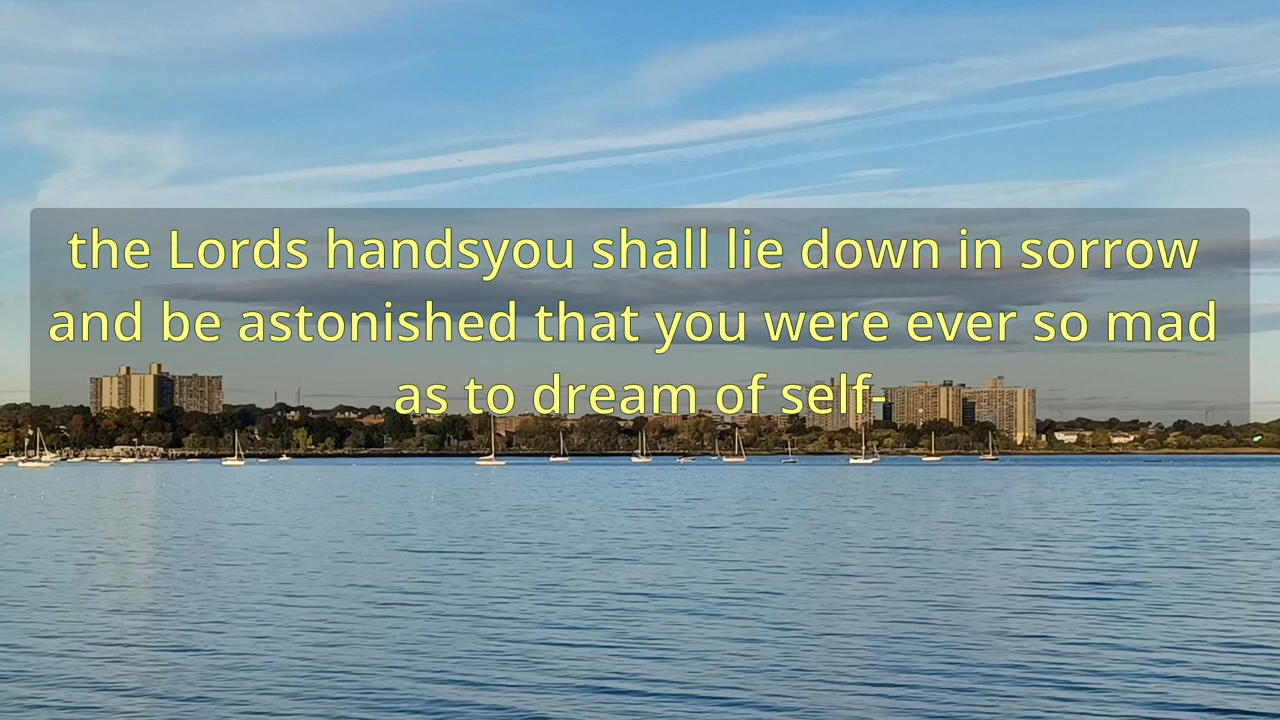 the Lords handsyou shall lie down in sorrow
and be astonished that you were ever so mad
as to dream of self-